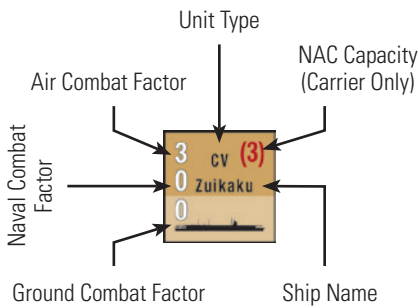 Unit Type
NAC Capacity
(Carrier Only)
Air Combat Factor
3 CV (3)
0 Zuikaku
0
Naval Combat
Factor
Ground Combat Factor
Ship Name